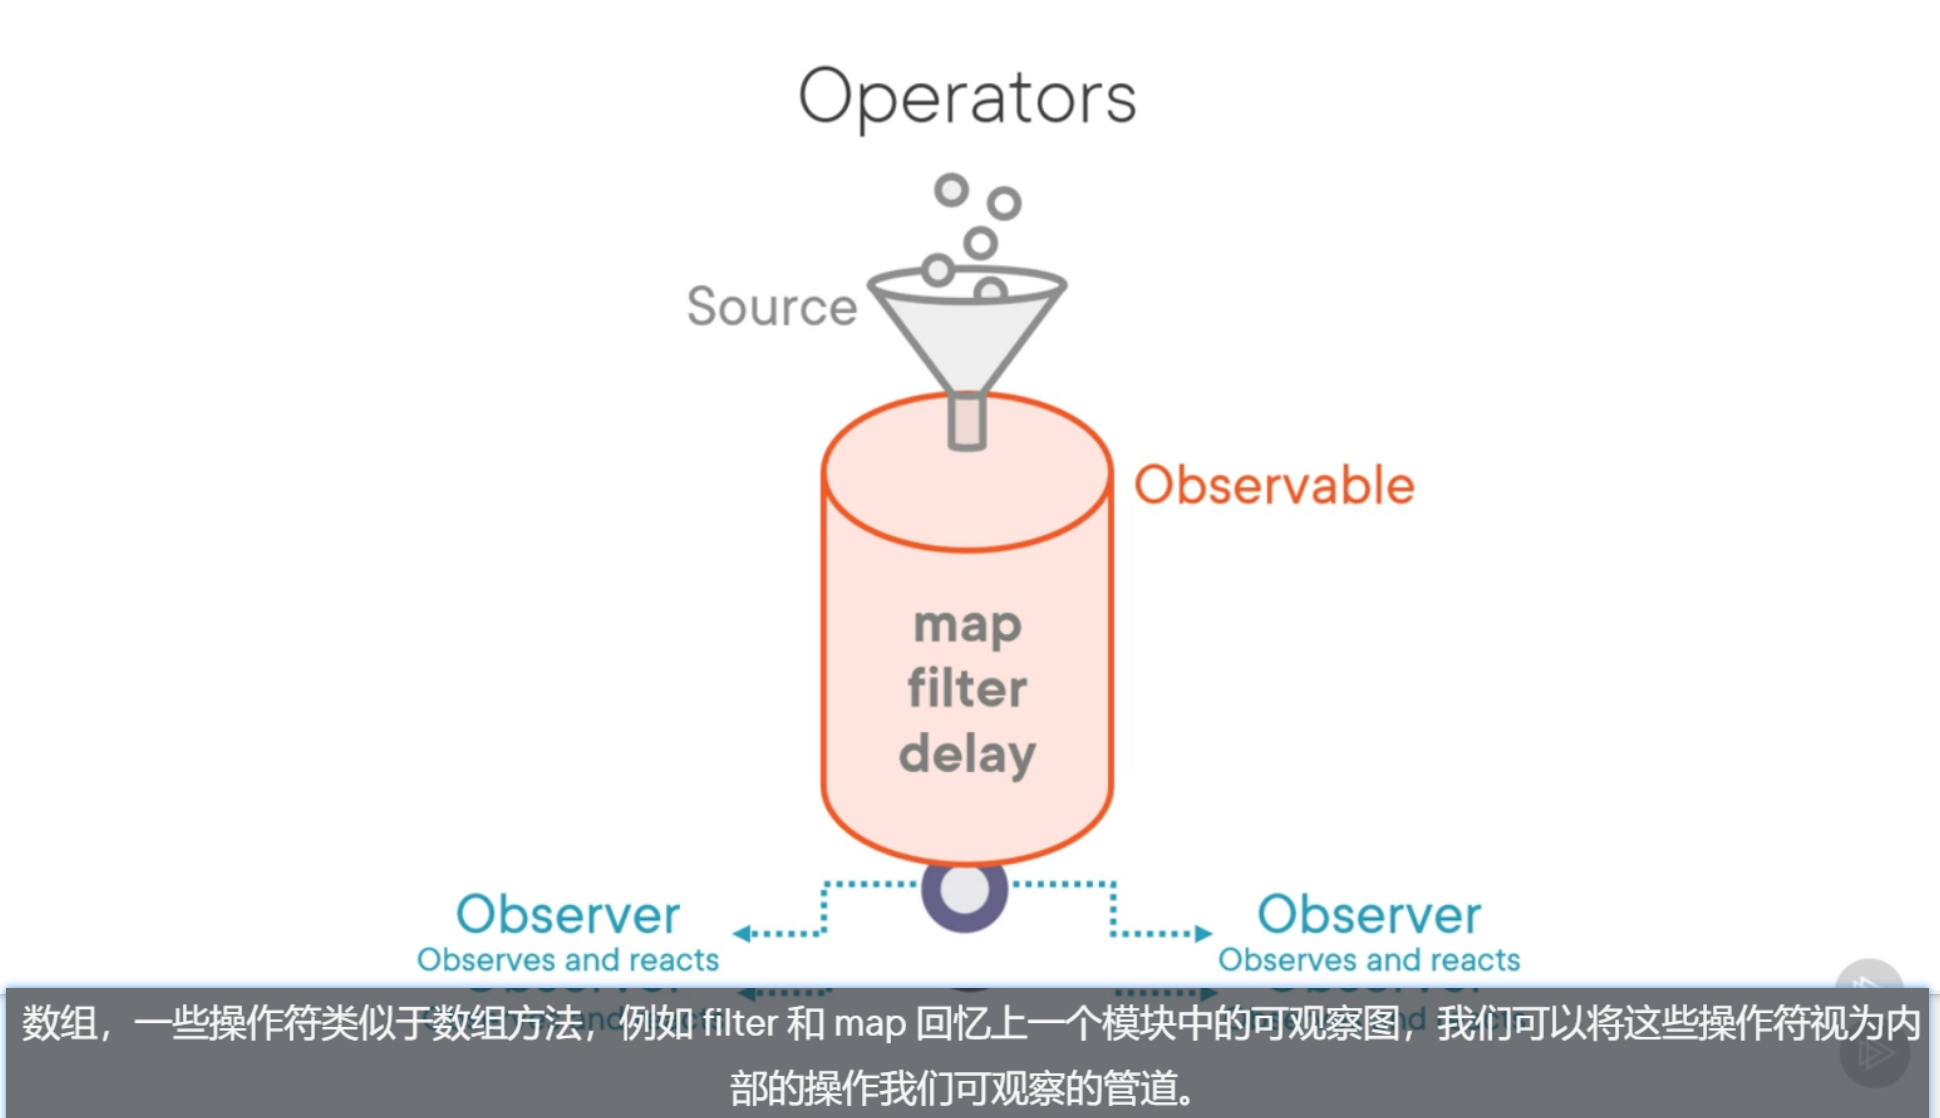 Operators
Source
Observable
map
filter
delay
Observer
Observes and reacts
Observer
Observes and reacts
数组，一些操作符类似于数组方法，例如 filter 和 map 回忆上一个模块中的可观察图，我们可以将这些操作符视为内
部的操作我们可观察的管道。